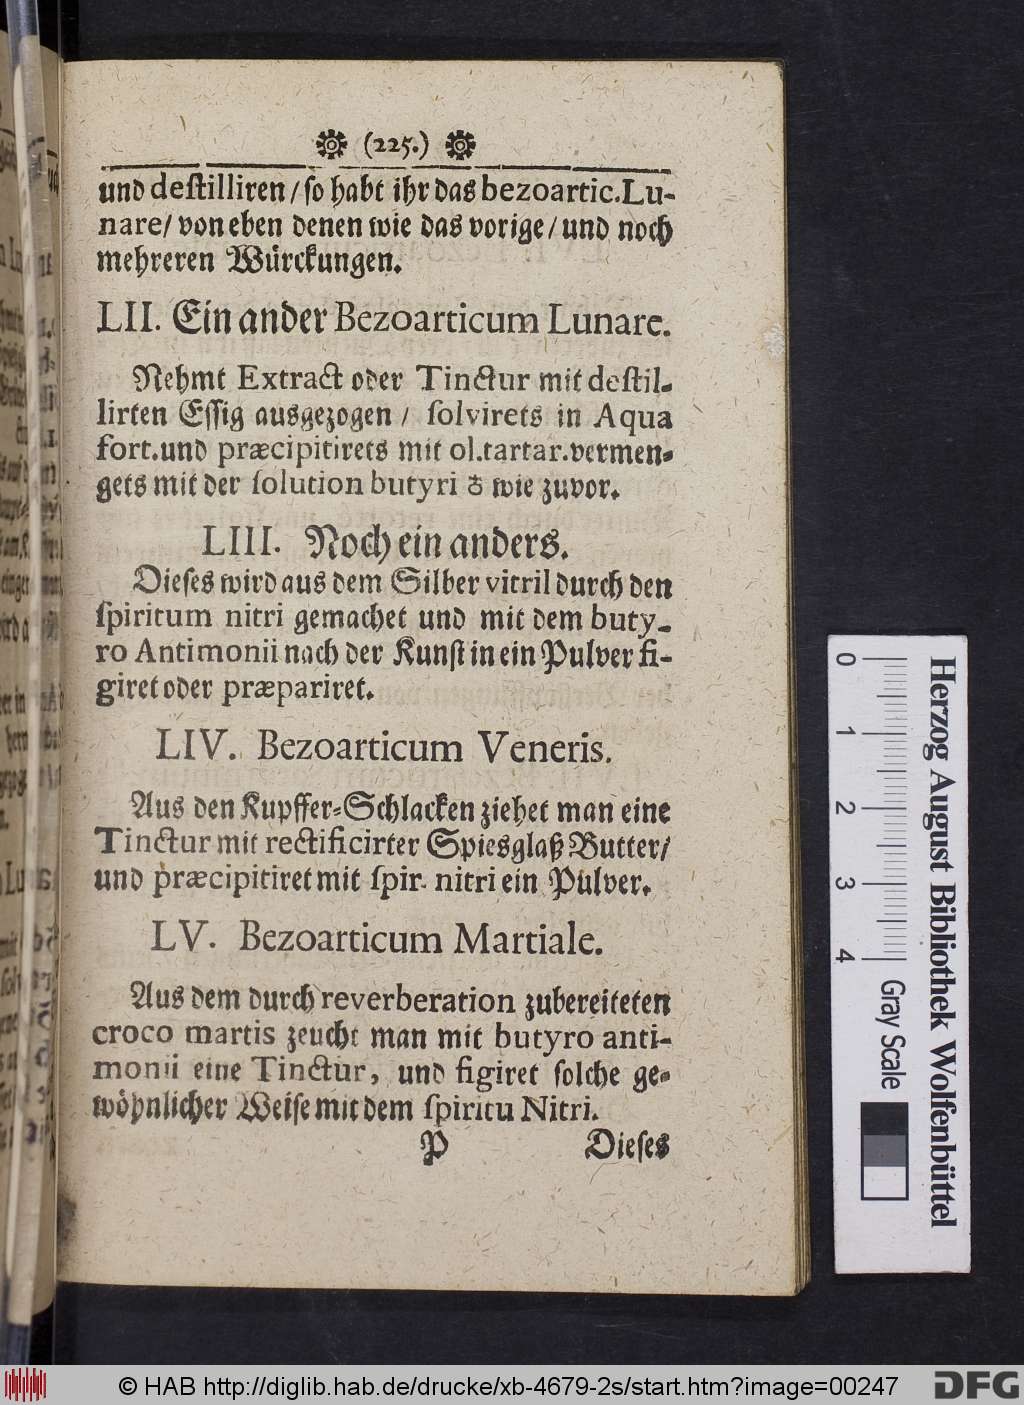 (225.)
und deſtilliren / ſo habt ihr das bezoartic. Lu-
nare / von eben denen wie das vorige / und noch
mehreren Würckungen.
LII. Ein ander Bezoarticum Lunare.
Nehmt Extract oder Tinctur mit deſtil-
lirten Eſſig ausgezogen / ſolvirets in Aqua
fort. und præcipitirets mit ol. tartar. vermen-
gets mit der ſolution butyri ♁ wie zuvor.
LIII. Noch ein anders.
Dieſes wird aus dem Silber vitril durch den
ſpiritum nitri gemachet und mit dem buty-
ro Antimonii nach der Kunſt in ein Pulver fi-
giret oder præpariret.
LIV. Bezoarticum Veneris.
Aus den Kupffer-Schlacken ziehet man eine
Tinctur mit rectificirter Spiesglaß Butter /
und præcipitiret mit ſpir. nitri ein Pulver.
LV. Bezoarticum Martiale.
Aus dem durch reverberation zubereiteten
croco martis zeucht man mit butyro anti-
monii eine Tinctur, und figiret ſolche ge-
wöhnlicher Weiſe mit dem ſpiritu Nitri.
P Dieſes
0 1 2 3 4
Gray Scale
Herzog August Bibliothek Wolfenbüttel
© HAB http://diglib.hab.de/drucke/xb-4679-2s/start.htm?image=00247
DFG